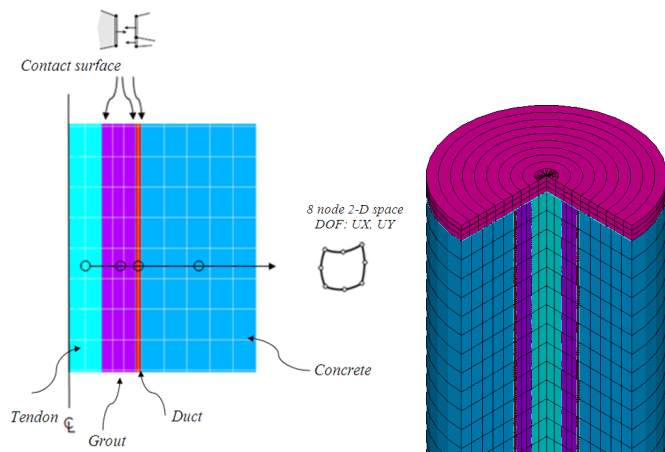 Contact surface
8 node 2-D space
DOF: UX, UY
Concrete
Tendon ℄
Duct
Grout